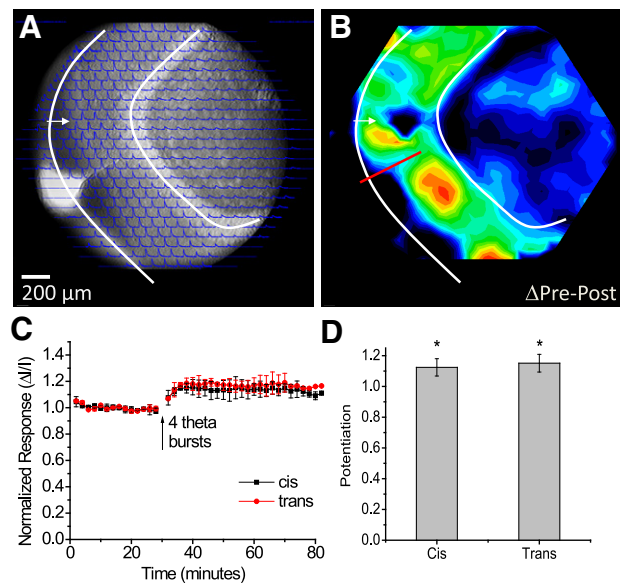 A
B
200 µm
ΔPre-Post
C
D
Normalized Response (ΔI/I)
1.4
1.2
1.0
0.8
0.6
0.4
0.2
0.0
4 theta
bursts
cis
trans
0
20
40
60
80
Time (minutes)
Potentiation
1.2
1.0
0.8
0.6
0.4
0.2
0.0
*
*
Cis
Trans